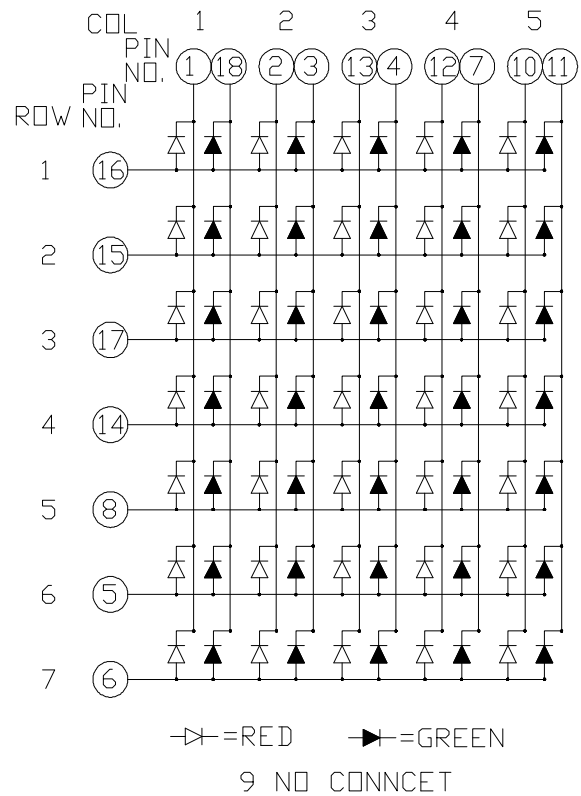 COL 1 2 3 4 5
PIN NO. 1 18 2 3 13 4 12 7 10 11
ROW PIN NO.
1 16
2 15
3 17
4 14
5 8
6 5
7 6
=RED =GREEN
9 NO CONNCET